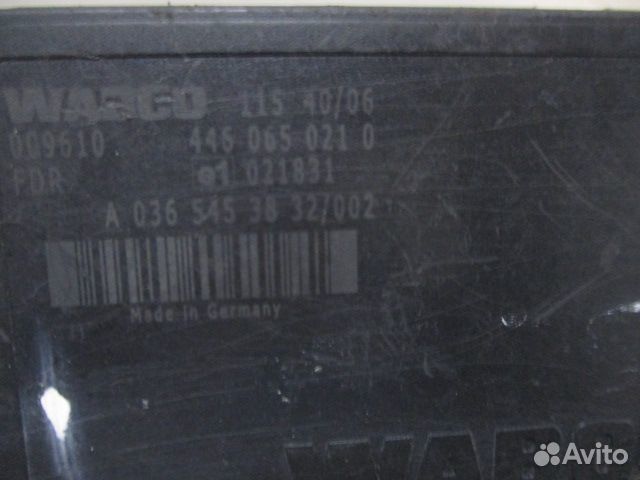 WABCO 115 40/06
009610 446 065 021 0
FDR e1 021831
A 036 545 38 32/002
Made in Germany
WABC
Avito